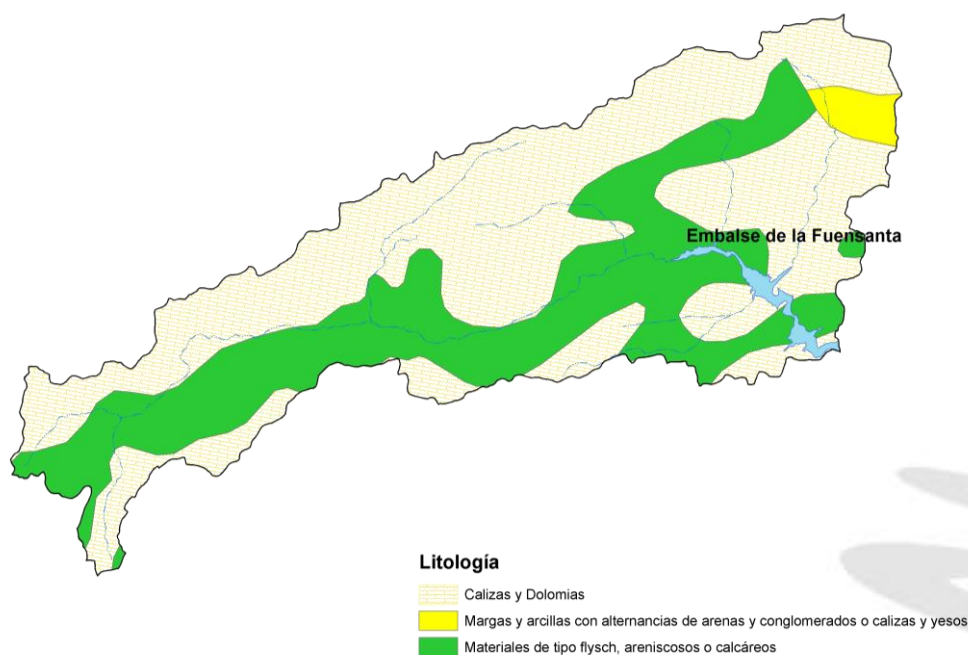 Embalse de la Fuensanta
Litología
Calizas y Dolomias
Margas y arcillas con alternancias de arenas y conglomerados o calizas y yesos
Materiales de tipo flysch, areniscosos o calcáreos